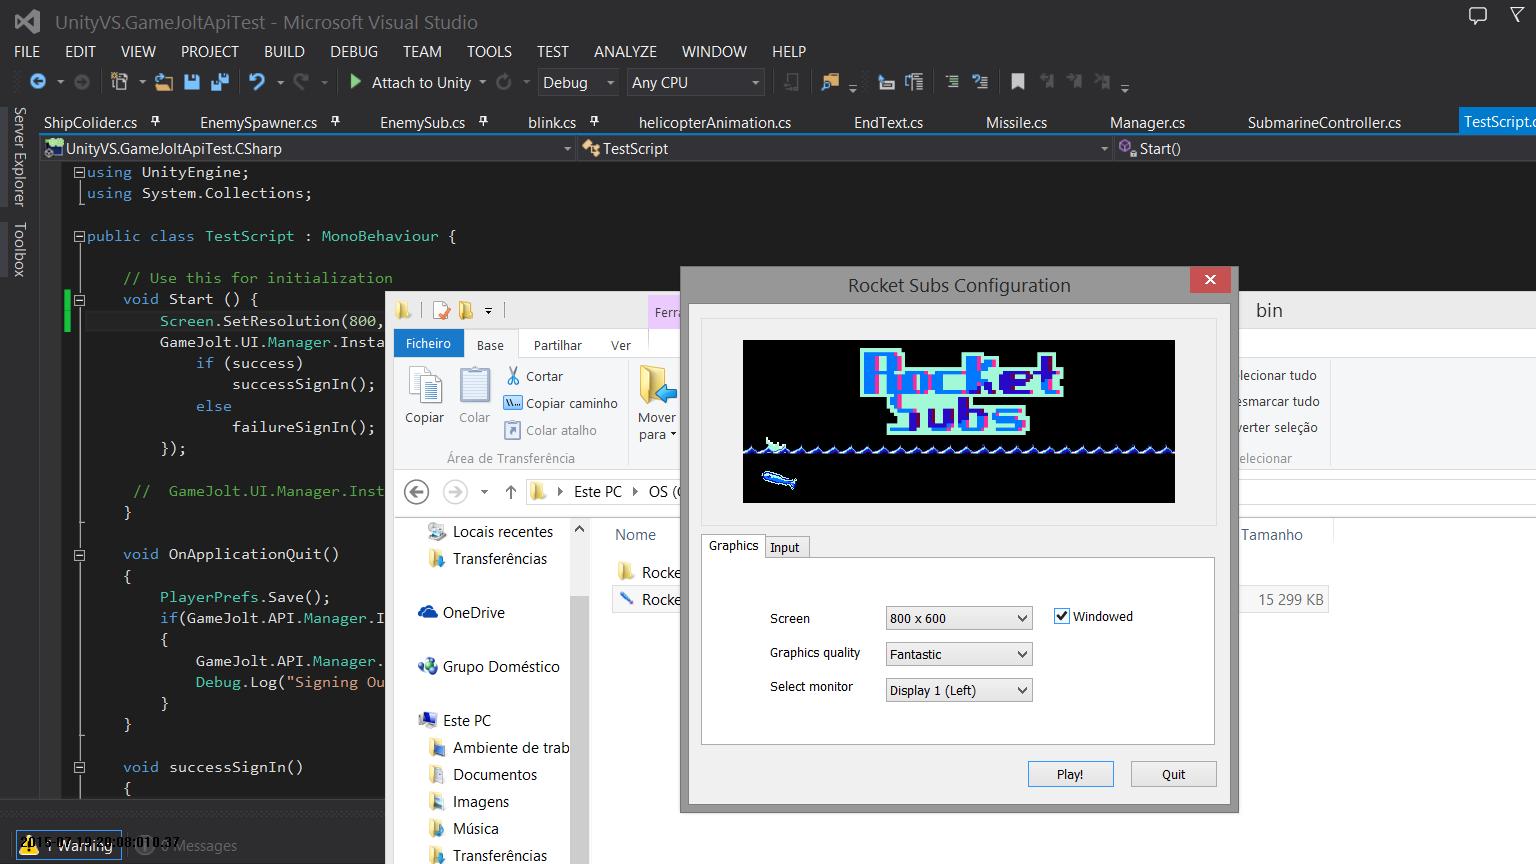 UnityVS.GameJoltApiTest - Microsoft Visual Studio
FILE EDIT VIEW PROJECT BUILD DEBUG TEAM TOOLS TEST ANALYZE WINDOW HELP
Attach to Unity Debug Any CPU
Server Explorer
Toolbox
ShipColider.cs EnemySpawner.cs EnemySub.cs blink.cs helicopterAnimation.cs EndText.cs Missile.cs Manager.cs SubmarineController.cs TestScript.c
UnityVS.GameJoltApiTest.CSharp TestScript Start()
using UnityEngine;
using System.Collections;
public class TestScript : MonoBehaviour {
// Use this for initialization
void Start () {
Screen.SetResolution(800,
GameJolt.UI.Manager.Insta
if (success)
successSignIn();
else
failureSignIn();
});
// GameJolt.UI.Manager.Inst
}
void OnApplicationQuit()
{
PlayerPrefs.Save();
if(GameJolt.API.Manager.I
{
GameJolt.API.Manager.
Debug.Log("Signing Ou
}
}
void successSignIn()
{
1 Warning
0 Messages
Ferra
bin
Ficheiro Base Partilhar Ver
Copiar
Colar
Cortar
Copiar caminho
Colar atalho
Mover
para
Área de Transferência
elecionar tudo
esmarcar tudo
verter seleção
elecionar
Este PC OS (
Locais recentes
Transferências
OneDrive
Grupo Doméstico
Este PC
Ambiente de trab
Documentos
Imagens
Música
Transferências
Nome Tamanho
Rocke
Rocke 15 299 KB
Rocket Subs Configuration
Rocket
Subs
Graphics Input
Screen 800 x 600 Windowed
Graphics quality Fantastic
Select monitor Display 1 (Left)
Play! Quit